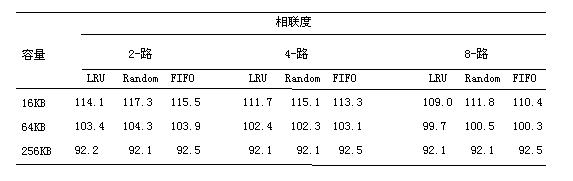 相联度
容量 2-路 4-路 8-路
LRU Random FIFO LRU Random FIFO LRU Random FIFO
16KB 114.1 117.3 115.5 111.7 115.1 113.3 109.0 111.8 110.4
64KB 103.4 104.3 103.9 102.4 102.3 103.1 99.7 100.5 100.3
256KB 92.2 92.1 92.5 92.1 92.1 92.5 92.1 92.1 92.5